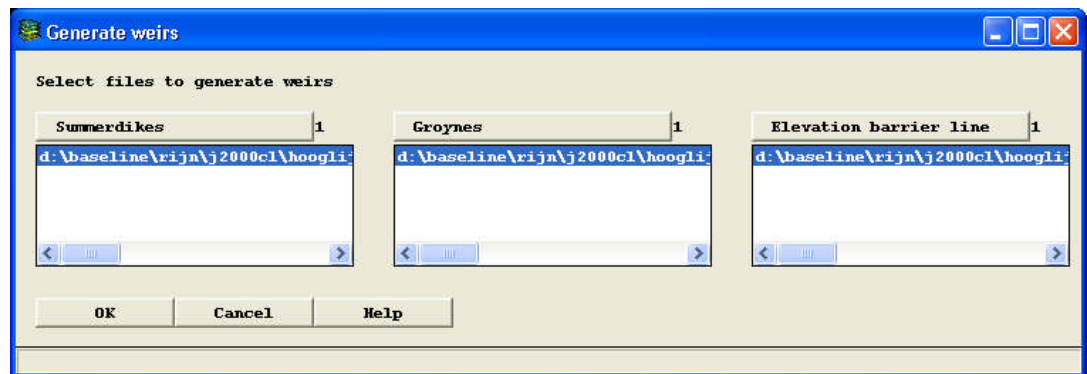 Generate weirs
Select files to generate weirs
Summerdikes 1 Groynes 1 Elevation barrier line 1
d:\baseline\rijn\j2000cl\hoogli d:\baseline\rijn\j2000cl\hoogli d:\baseline\rijn\j2000cl\hoogli
OK Cancel Help